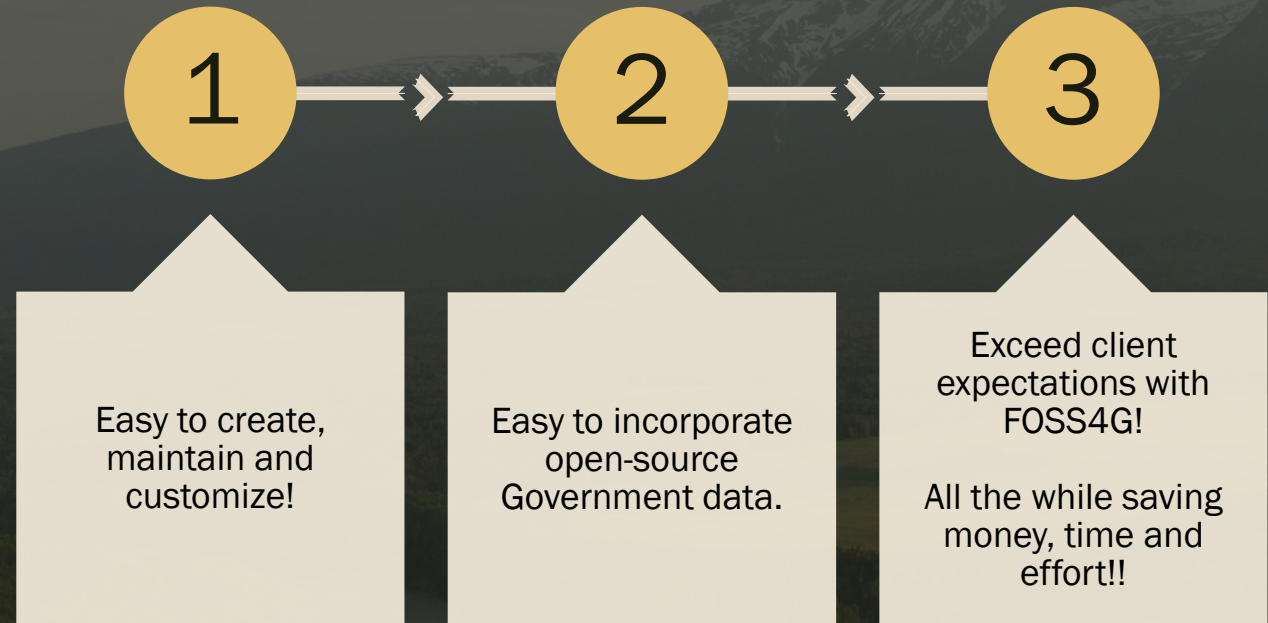 1
2
3
Easy to create,
maintain and
customize!
Easy to incorporate
open-source
Government data.
Exceed client
expectations with
FOSS4G!
All the while saving
money, time and
effort!!